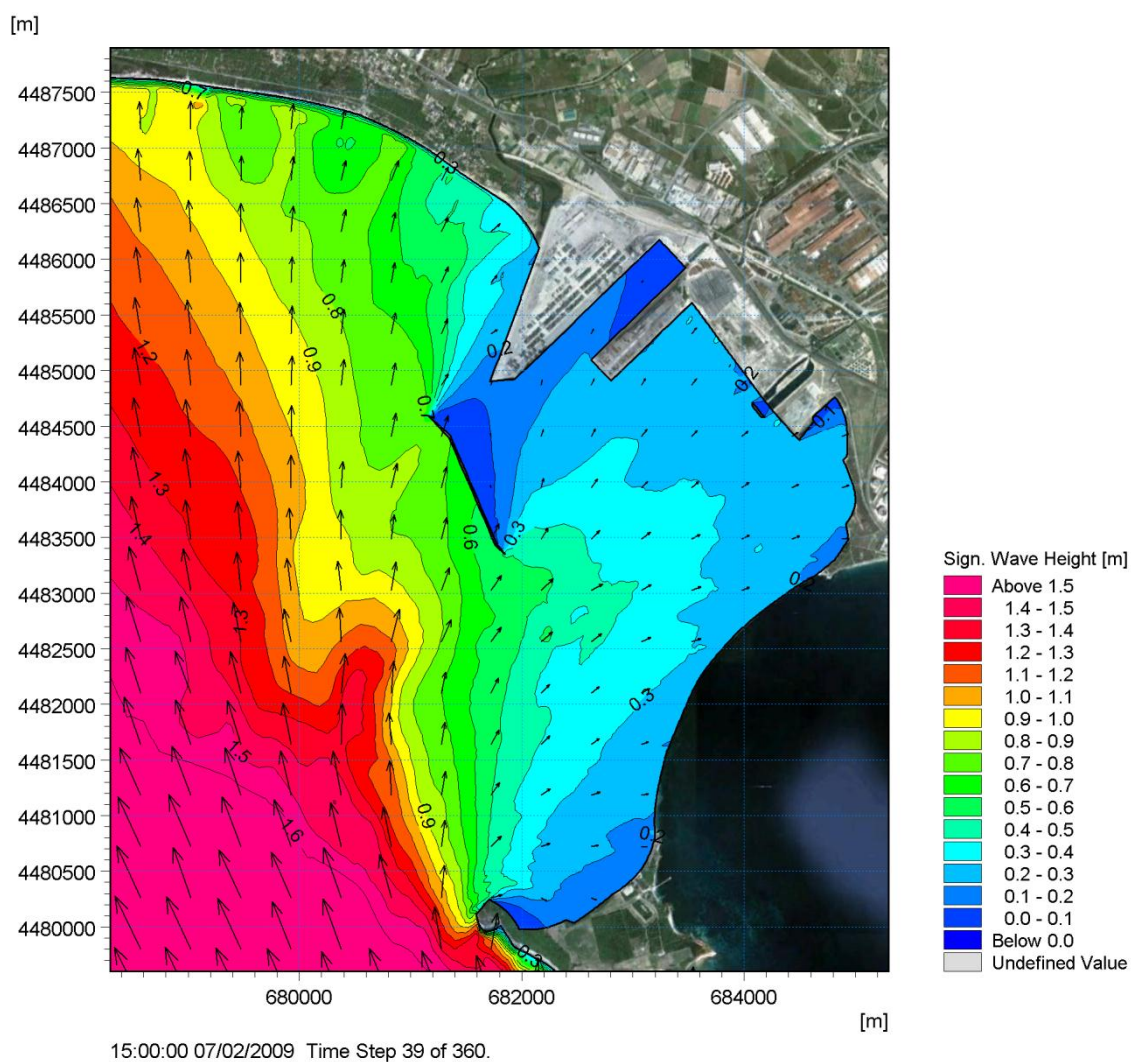 [m]
4487500
4487000
4486500
4486000
4485500
4485000
4484500
4484000
4483500
4483000
4482500
4482000
4481500
4481000
4480500
4480000
0.7
0.3
0.8
1.2
0.9
0.2
0.2
0.7
0.1
1.3
1.4
0.6
0.3
1.3
0.3
1.5
1.6
0.9
0.2
0.3
680000
682000
684000
[m]
Sign. Wave Height [m]
Above 1.5
1.4 - 1.5
1.3 - 1.4
1.2 - 1.3
1.1 - 1.2
1.0 - 1.1
0.9 - 1.0
0.8 - 0.9
0.7 - 0.8
0.6 - 0.7
0.5 - 0.6
0.4 - 0.5
0.3 - 0.4
0.2 - 0.3
0.1 - 0.2
0.0 - 0.1
Below 0.0
Undefined Value
15:00:00 07/02/2009 Time Step 39 of 360.